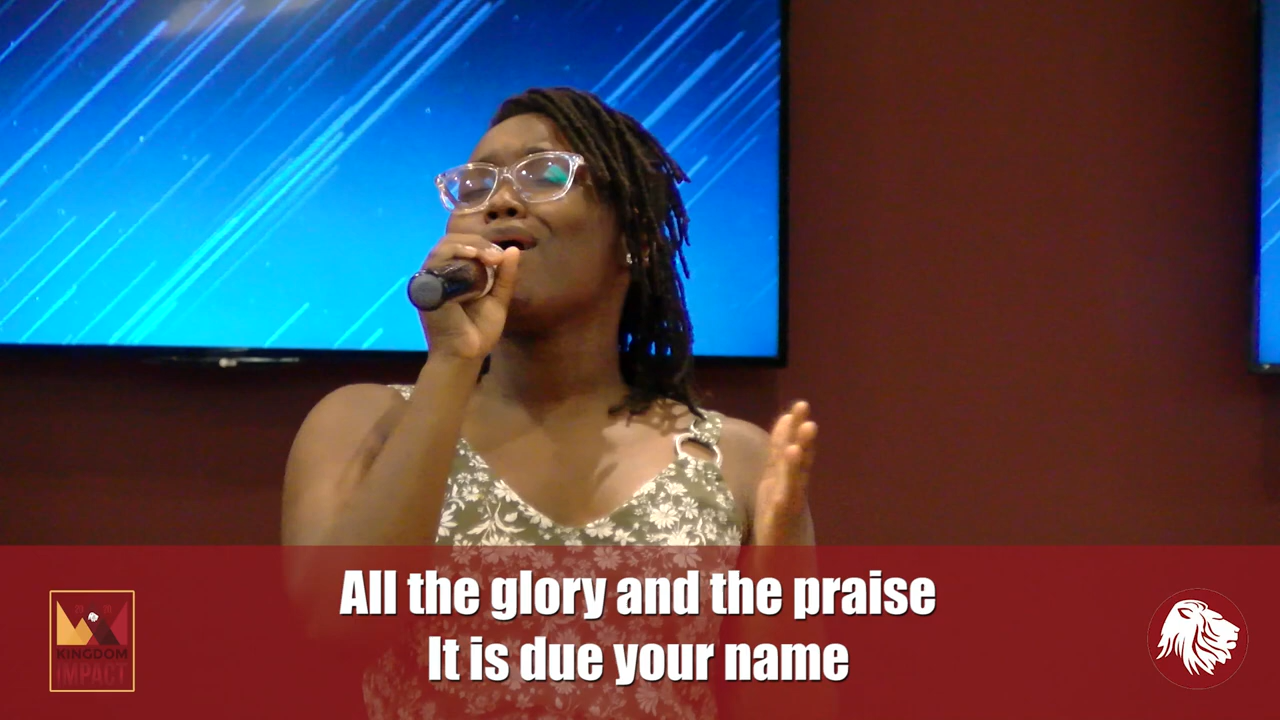 All the glory and the praise
It is due your name
KINGDOM
IMPACT